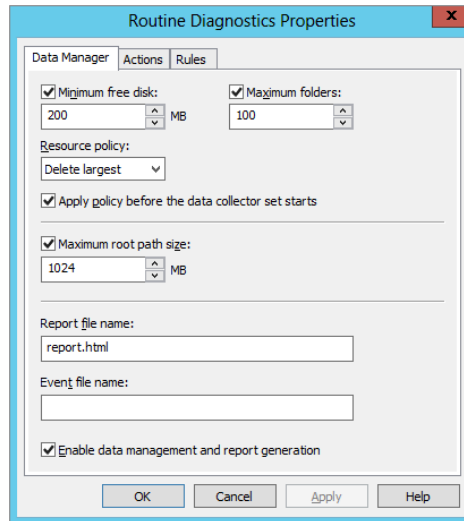 Routine Diagnostics Properties
x
Data Manager Actions Rules
Minimum free disk: Maximum folders:
200 MB 100
Resource policy:
Delete largest
Apply policy before the data collector set starts
Maximum root path size:
1024 MB
Report file name:
report.html
Event file name:
Enable data management and report generation
OK Cancel Apply Help